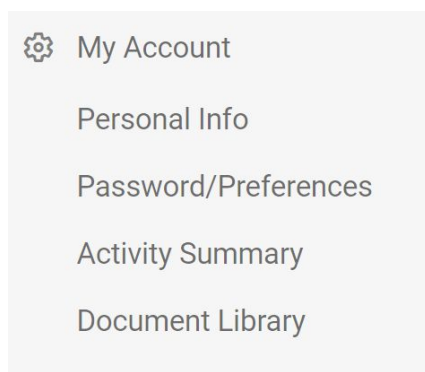 My Account
Personal Info
Password/Preferences
Activity Summary
Document Library